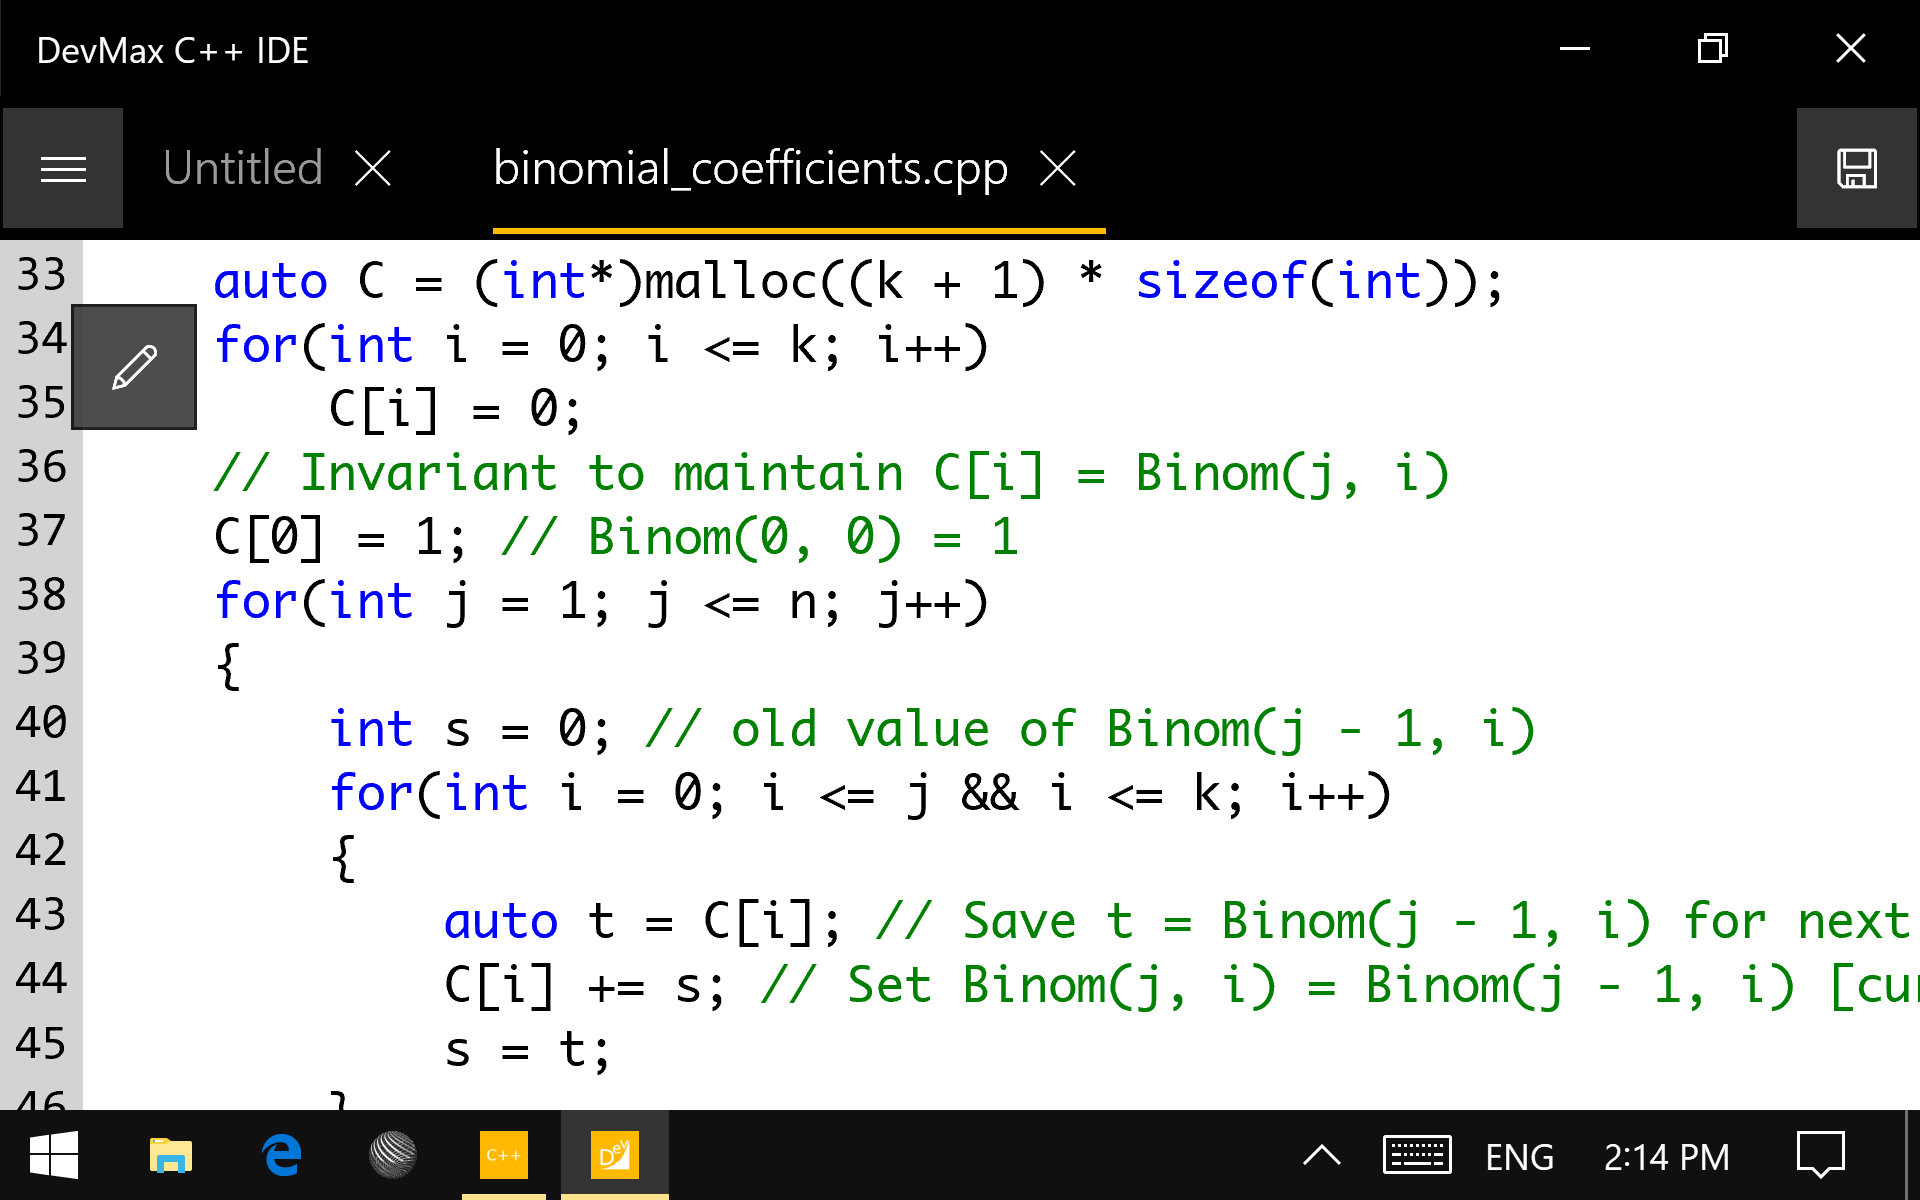 DevMax C++ IDE
Untitled
binomial_coefficients.cpp
33 auto C = (int*)malloc((k + 1) * sizeof(int));
34 for(int i = 0; i <= k; i++)
35 C[i] = 0;
36 // Invariant to maintain C[i] = Binom(j, i)
37 C[0] = 1; // Binom(0, 0) = 1
38 for(int j = 1; j <= n; j++)
39 {
40 int s = 0; // old value of Binom(j - 1, i)
41 for(int i = 0; i <= j && i <= k; i++)
42 {
43 auto t = C[i]; // Save t = Binom(j - 1, i) for next
44 C[i] += s; // Set Binom(j, i) = Binom(j - 1, i) [cur
45 s = t;
46 }
C++
Dev
ENG
2:14 PM